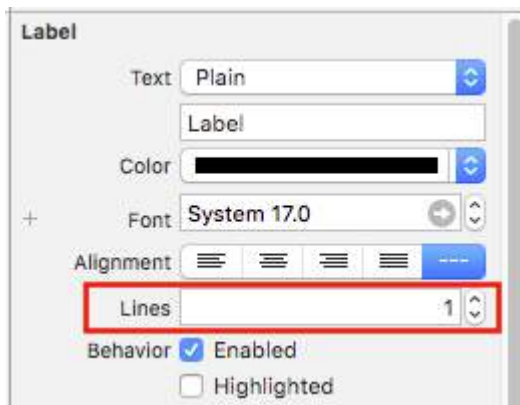 Label
Text Plain
Label
Color
+ Font System 17.0
Alignment ---
Lines 1
Behavior Enabled
Highlighted